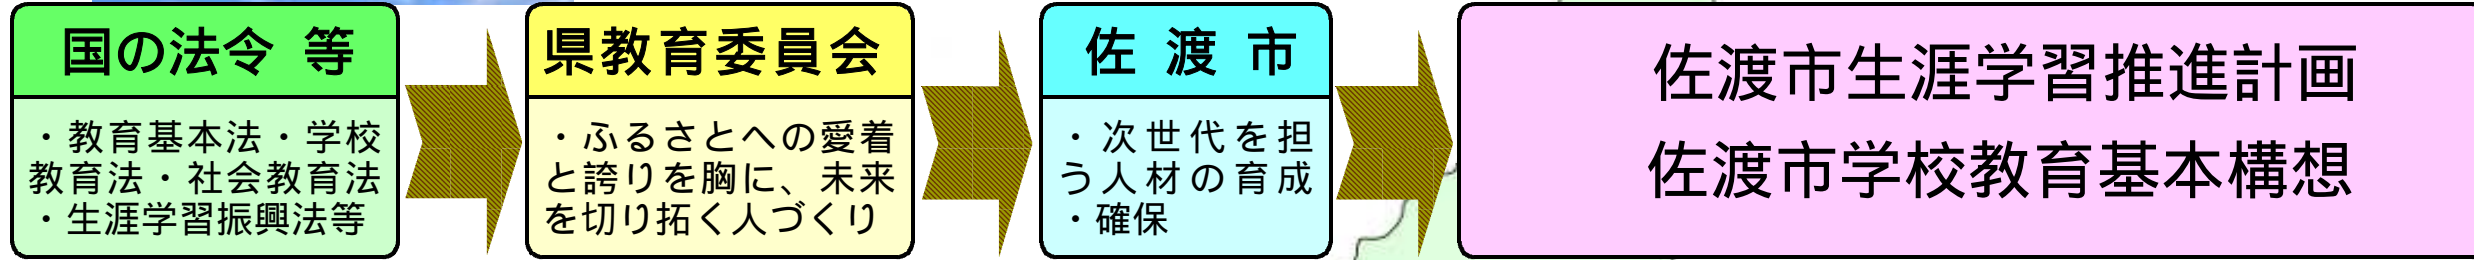 国の法令 等
・教育基本法・学校
教育法・社会教育法
・生涯学習振興法等
県教育委員会
・ふるさとへの愛着
と誇りを胸に、未来
を切り拓く人づくり
佐 渡 市
・次世代を担
う人材の育成
・確保
佐渡市生涯学習推進計画
佐渡市学校教育基本構想